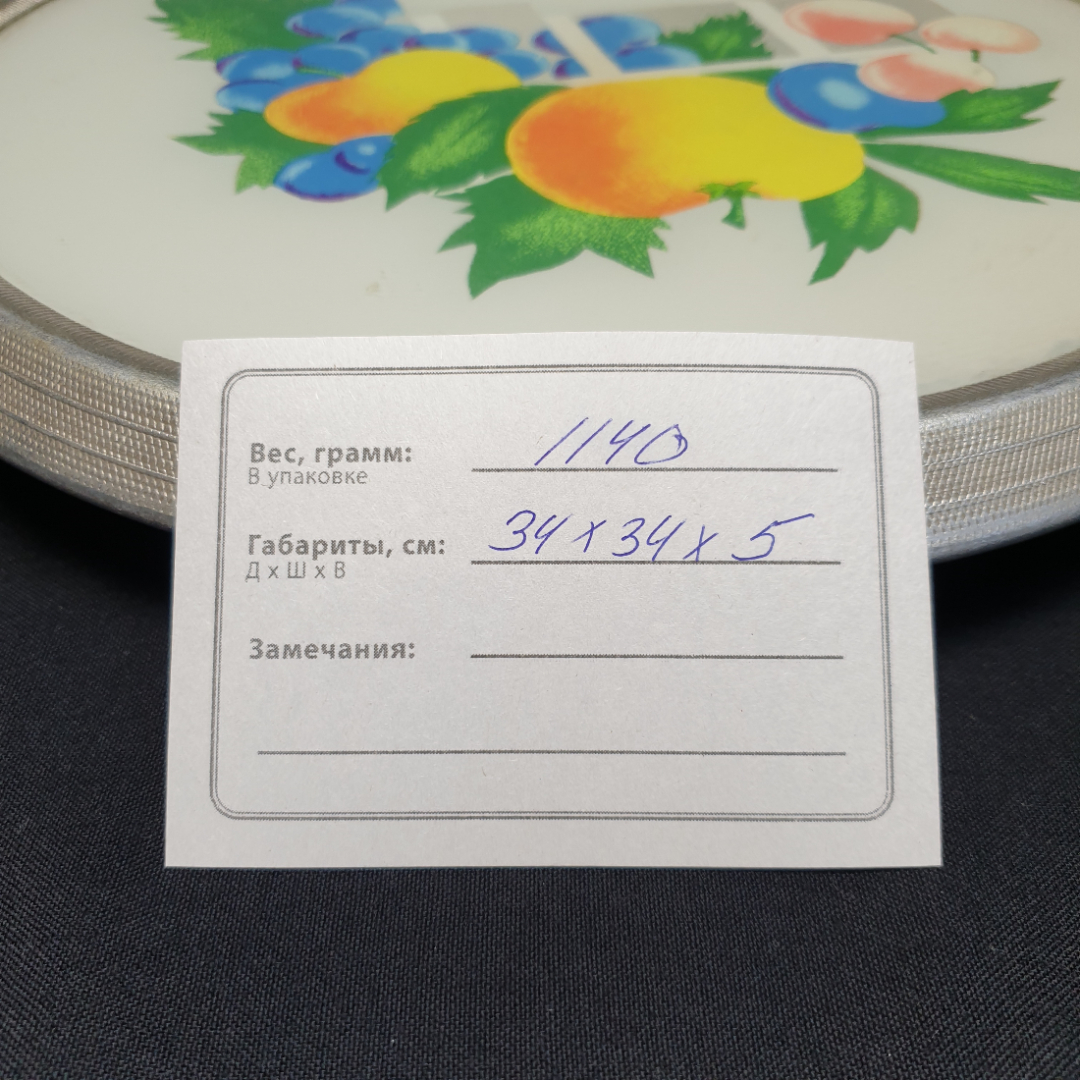 Вес, грамм: 1140
В упаковке
Габариты, см: 34 x 34 x 5
Д x Ш x В
Замечания: